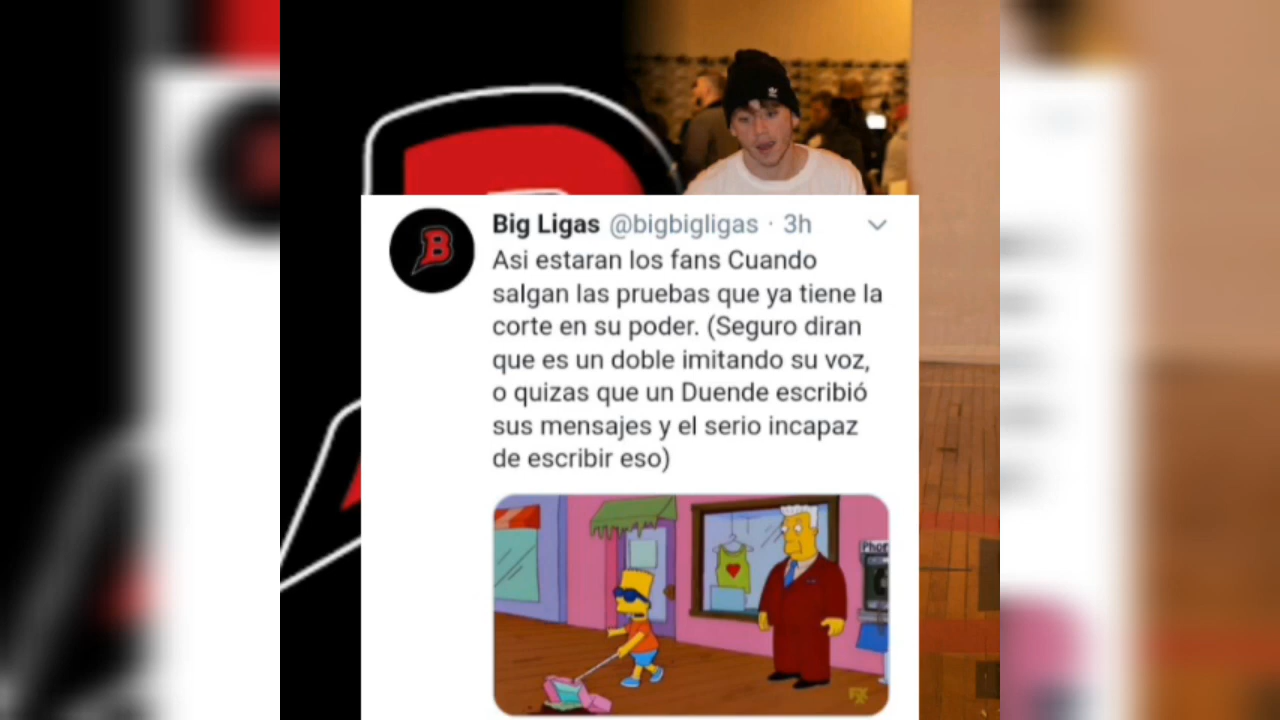 Big Ligas @bigbigligas · 3h
Asi estaran los fans Cuando
salgan las pruebas que ya tiene la
corte en su poder. (Seguro diran
que es un doble imitando su voz,
o quizas que un Duende escribió
sus mensajes y el serio incapaz
de escribir eso)
Phon
FX